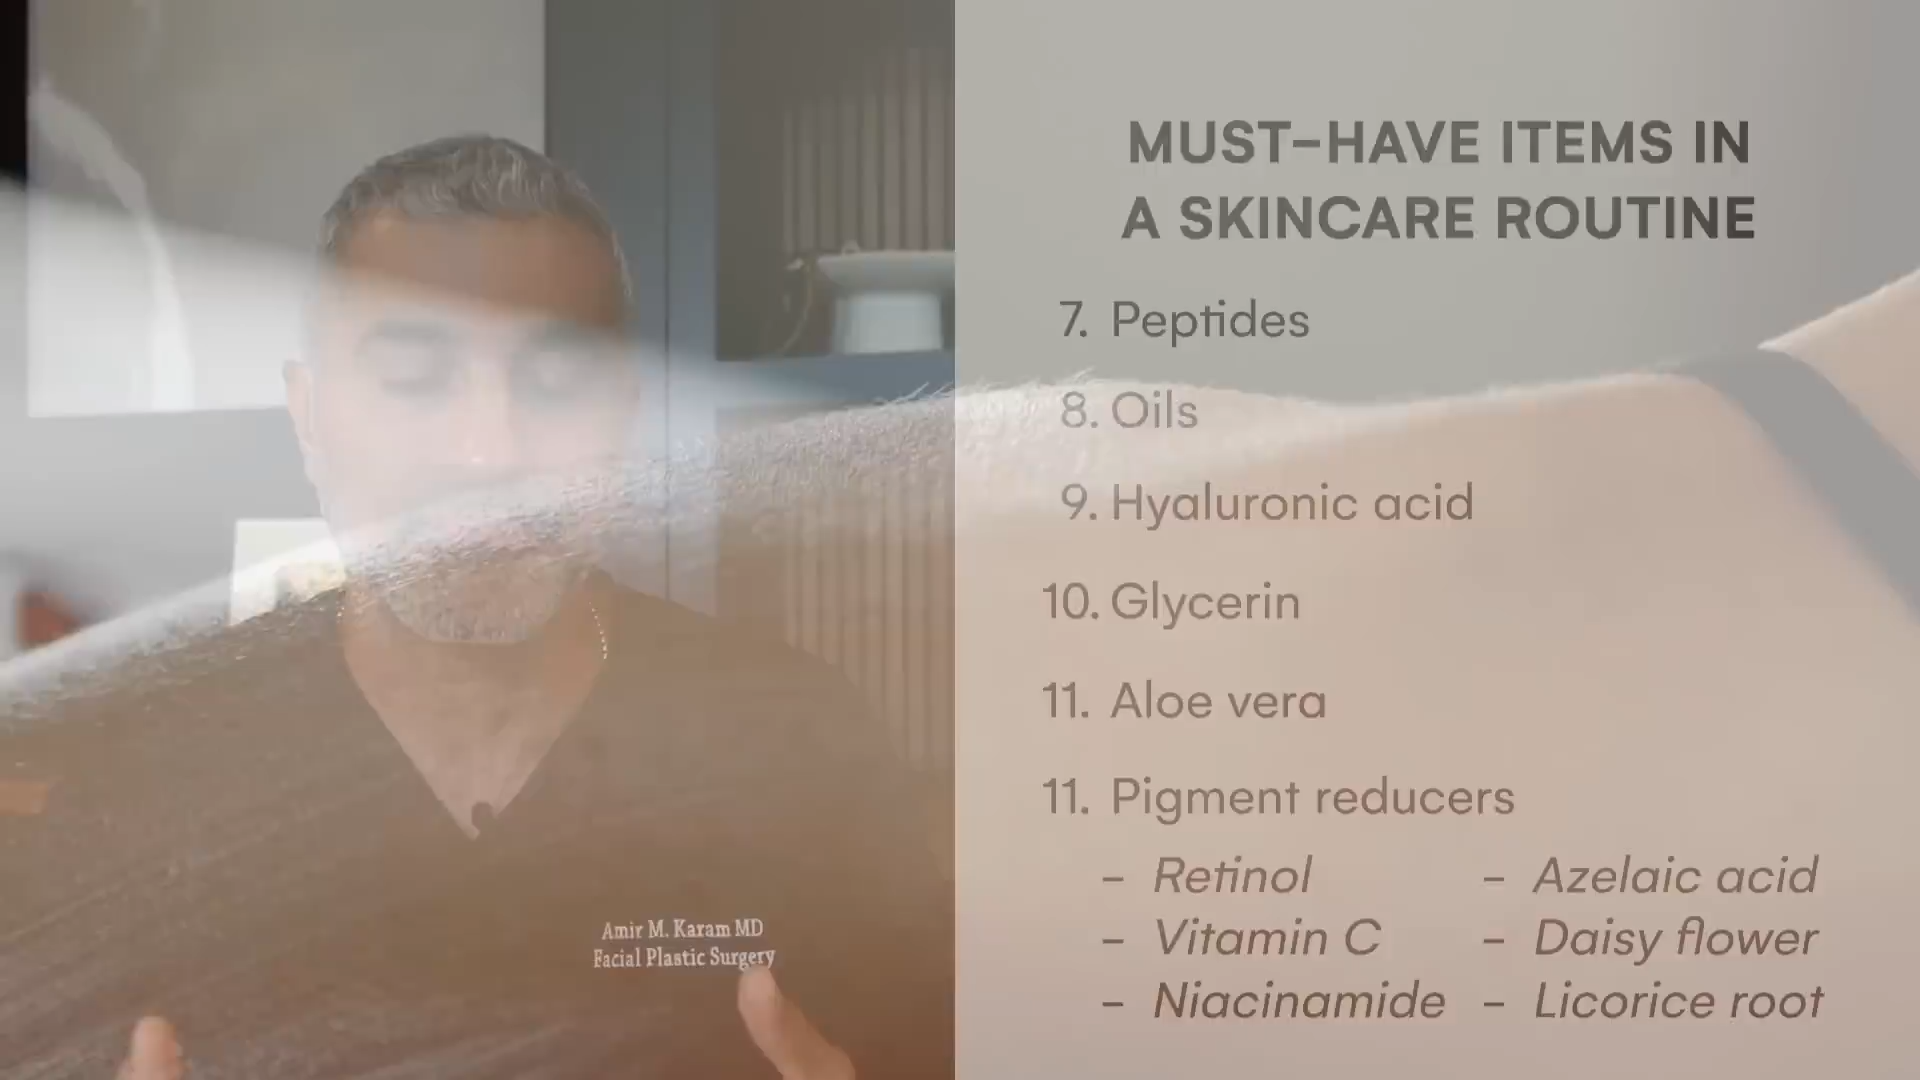 MUST-HAVE ITEMS IN
A SKINCARE ROUTINE
7. Peptides
8. Oils
9. Hyaluronic acid
10. Glycerin
11. Aloe vera
11. Pigment reducers
- Retinol - Azelaic acid
- Vitamin C - Daisy flower
- Niacinamide - Licorice root
Amir M. Karam MD
Facial Plastic Surgery